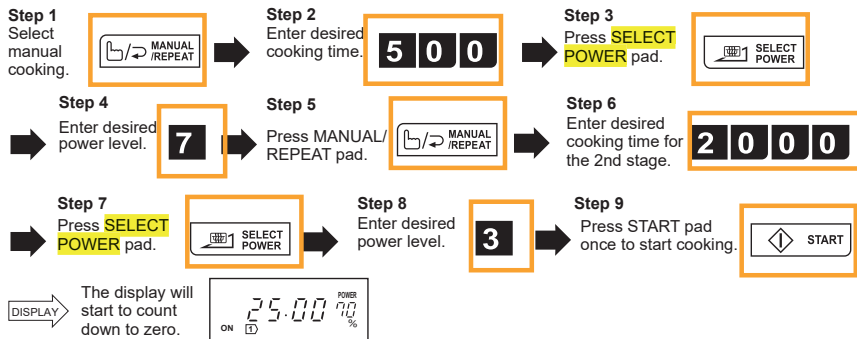 Step 1
Select
manual
cooking.
MANUAL
/REPEAT
Step 2
Enter desired
cooking time.
5 0 0
Step 3
Press SELECT
POWER pad.
SELECT
POWER
Step 4
Enter desired
power level.
7
Step 5
Press MANUAL/
REPEAT pad.
MANUAL
/REPEAT
Step 6
Enter desired
cooking time for
the 2nd stage.
2 0 0 0
Step 7
Press SELECT
POWER pad.
SELECT
POWER
Step 8
Enter desired
power level.
3
Step 9
Press START pad
once to start cooking.
START
DISPLAY
The display will
start to count
down to zero.
POWER
25.00 70
%
ON 1